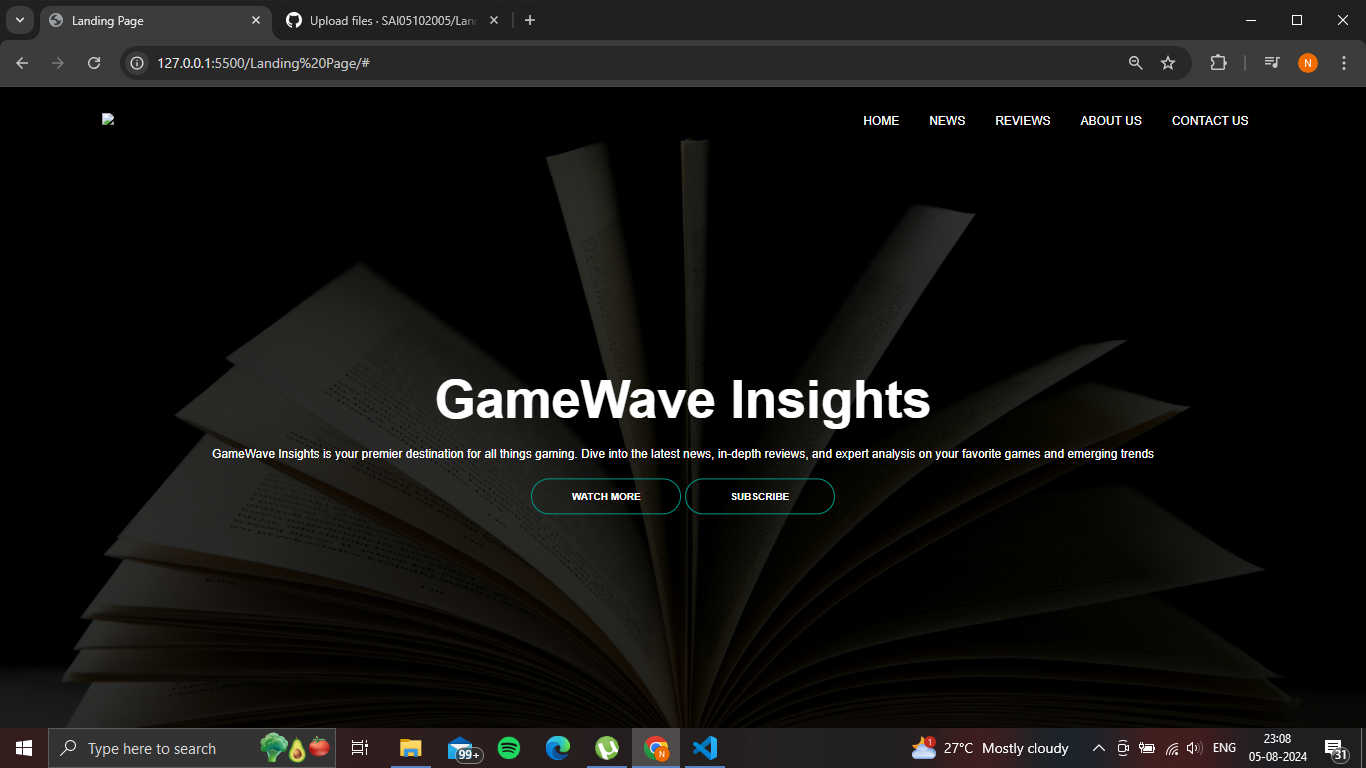 Landing Page
Upload files · SAI05102005/Lan
127.0.0.1:5500/Landing%20Page/#
N
HOME NEWS REVIEWS ABOUT US CONTACT US
GameWave Insights
GameWave Insights is your premier destination for all things gaming. Dive into the latest news, in-depth reviews, and expert analysis on your favorite games and emerging trends
WATCH MORE SUBSCRIBE
Type here to search
99+
N
1
27°C Mostly cloudy
ENG
23:08
05-08-2024
31